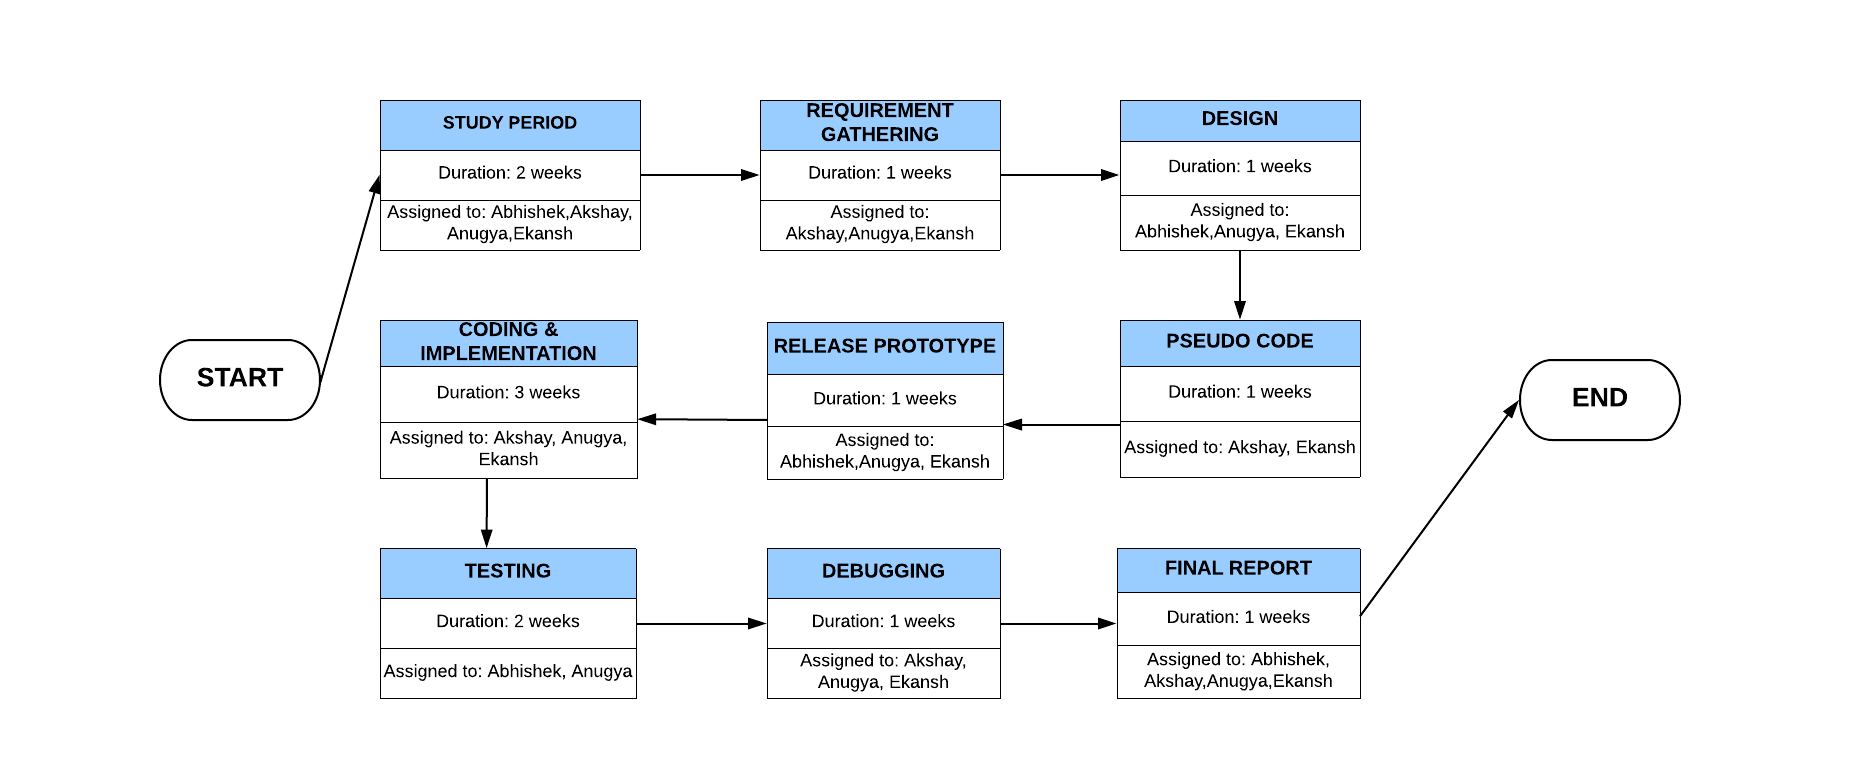 STUDY PERIOD
Duration: 2 weeks
Assigned to: Abhishek,Akshay,
Anugya,Ekansh
REQUIREMENT
GATHERING
Duration: 1 weeks
Assigned to:
Akshay,Anugya,Ekansh
DESIGN
Duration: 1 weeks
Assigned to:
Abhishek,Anugya, Ekansh
START
CODING &
IMPLEMENTATION
Duration: 3 weeks
Assigned to: Akshay, Anugya,
Ekansh
RELEASE PROTOTYPE
Duration: 1 weeks
Assigned to:
Abhishek,Anugya, Ekansh
PSEUDO CODE
Duration: 1 weeks
Assigned to: Akshay, Ekansh
END
TESTING
Duration: 2 weeks
Assigned to: Abhishek, Anugya
DEBUGGING
Duration: 1 weeks
Assigned to: Akshay,
Anugya, Ekansh
FINAL REPORT
Duration: 1 weeks
Assigned to: Abhishek,
Akshay,Anugya,Ekansh